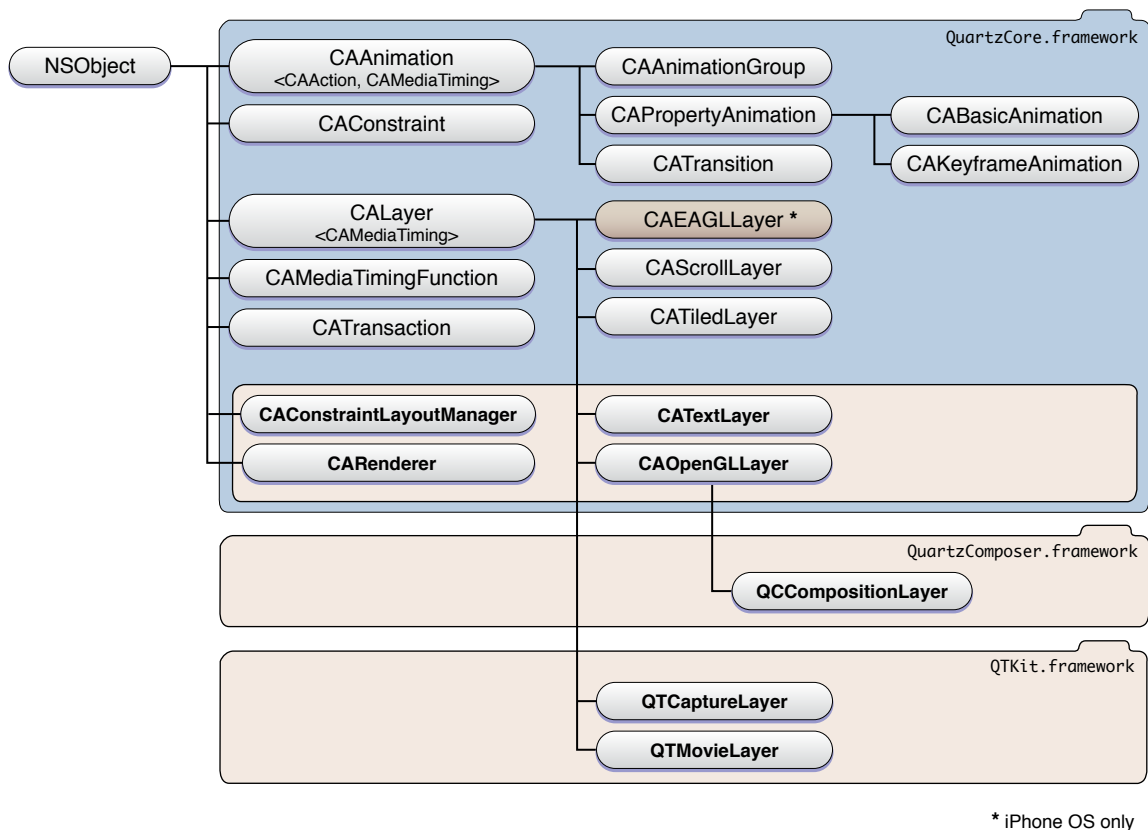 QuartzCore.framework
NSObject
CAAnimation
<CAAction, CAMediaTiming>
CAAnimationGroup
CAConstraint
CAPropertyAnimation
CABasicAnimation
CATransition
CAKeyframeAnimation
CALayer
<CAMediaTiming>
CAEAGLLayer *
CAMediaTimingFunction
CAScrollLayer
CATransaction
CATiledLayer
CAConstraintLayoutManager
CATextLayer
CARenderer
CAOpenGLLayer
QuartzComposer.framework
QCCompositionLayer
QTKit.framework
QTCaptureLayer
QTMovieLayer
* iPhone OS only